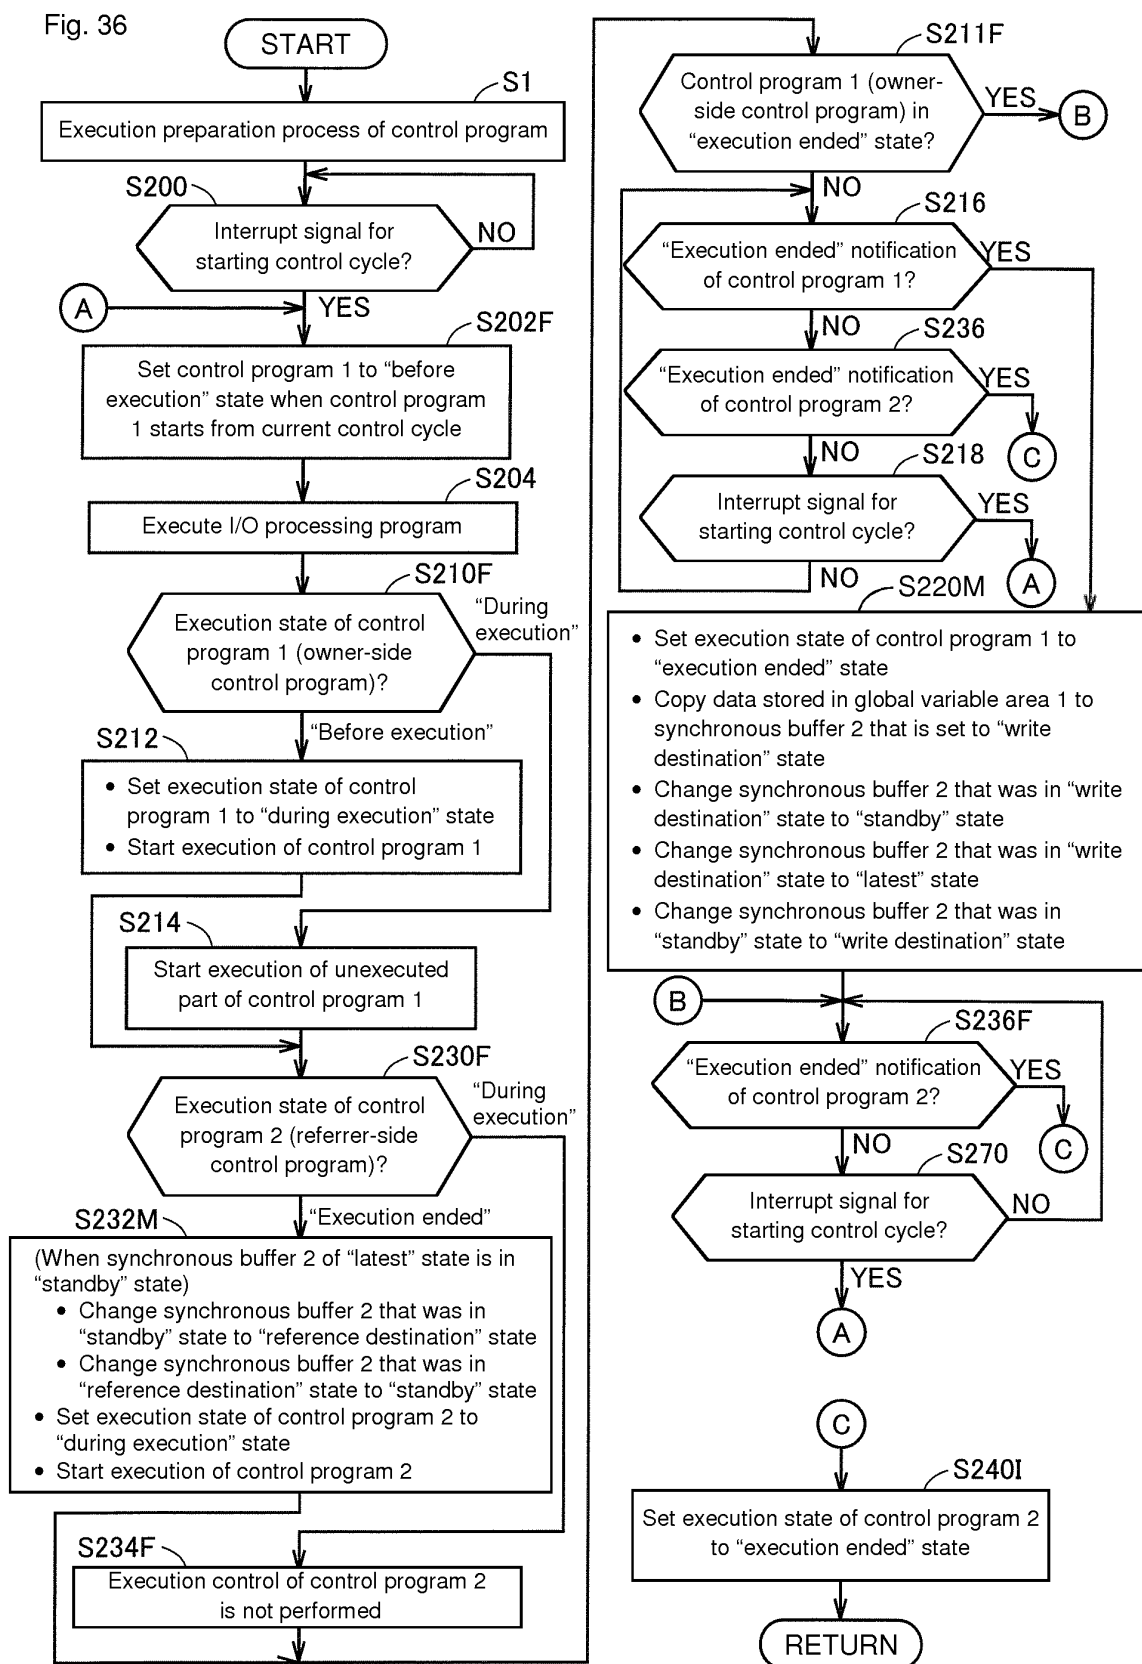 Fig. 36
START
S1
Execution preparation process of control program
S200
Interrupt signal for
starting control cycle?
NO
A
YES
S202F
Set control program 1 to “before
execution” state when control program
1 starts from current control cycle
S204
Execute I/O processing program
S210F
Execution state of control
program 1 (owner-side
control program)?
“During
execution”
“Before execution”
S212
• Set execution state of control
program 1 to “during execution” state
• Start execution of control program 1
S214
Start execution of unexecuted
part of control program 1
S230F
Execution state of control
program 2 (referrer-side
control program)?
“During
execution”
“Execution ended”
S232M
(When synchronous buffer 2 of “latest” state is in
“standby” state)
• Change synchronous buffer 2 that was in
“standby” state to “reference destination” state
• Change synchronous buffer 2 that was in
“reference destination” state to “standby” state
• Set execution state of control program 2 to
“during execution” state
• Start execution of control program 2
S234F
Execution control of control program 2
is not performed
S211F
Control program 1 (owner-
side control program) in
“execution ended” state?
YES
B
NO
S216
“Execution ended” notification
of control program 1?
YES
NO
S236
“Execution ended” notification
of control program 2?
YES
C
NO
S218
Interrupt signal for
starting control cycle?
YES
A
NO
S220M
• Set execution state of control program 1 to
“execution ended” state
• Copy data stored in global variable area 1 to
synchronous buffer 2 that is set to “write
destination” state
• Change synchronous buffer 2 that was in “write
destination” state to “standby” state
• Change synchronous buffer 2 that was in “write
destination” state to “latest” state
• Change synchronous buffer 2 that was in
“standby” state to “write destination” state
B
S236F
“Execution ended” notification
of control program 2?
YES
C
NO
S270
Interrupt signal for
starting control cycle?
NO
YES
A
C
S240I
Set execution state of control program 2
to “execution ended” state
RETURN